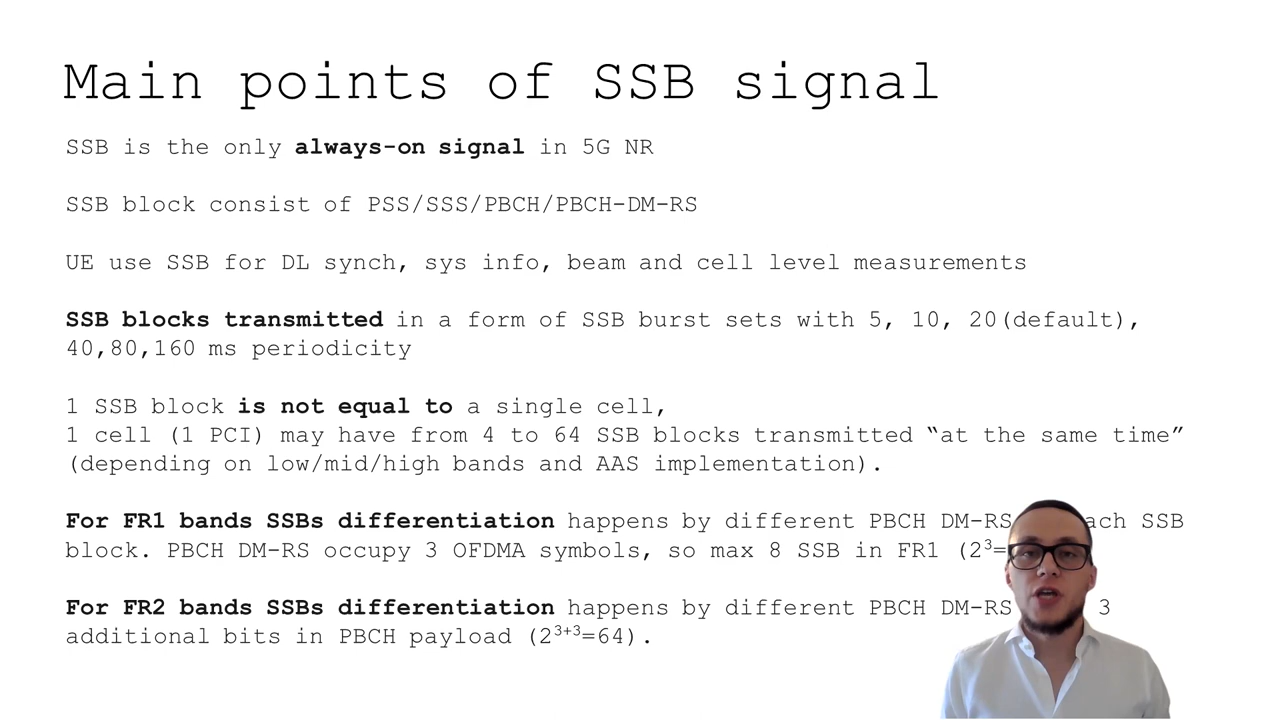 Main points of SSB signal
SSB is the only always-on signal in 5G NR
SSB block consist of PSS/SSS/PBCH/PBCH-DM-RS
UE use SSB for DL synch, sys info, beam and cell level measurements
SSB blocks transmitted in a form of SSB burst sets with 5, 10, 20(default),
40,80,160 ms periodicity
1 SSB block is not equal to a single cell,
1 cell (1 PCI) may have from 4 to 64 SSB blocks transmitted “at the same time”
(depending on low/mid/high bands and AAS implementation).
For FR1 bands SSBs differentiation happens by different PBCH DM-RS SSB
block. PBCH DM-RS occupy 3 OFDMA symbols, so max 8 SSB in FR1 (2³=
For FR2 bands SSBs differentiation happens by different PBCH DM-RS 3
additional bits in PBCH payload (2³⁺³=64).